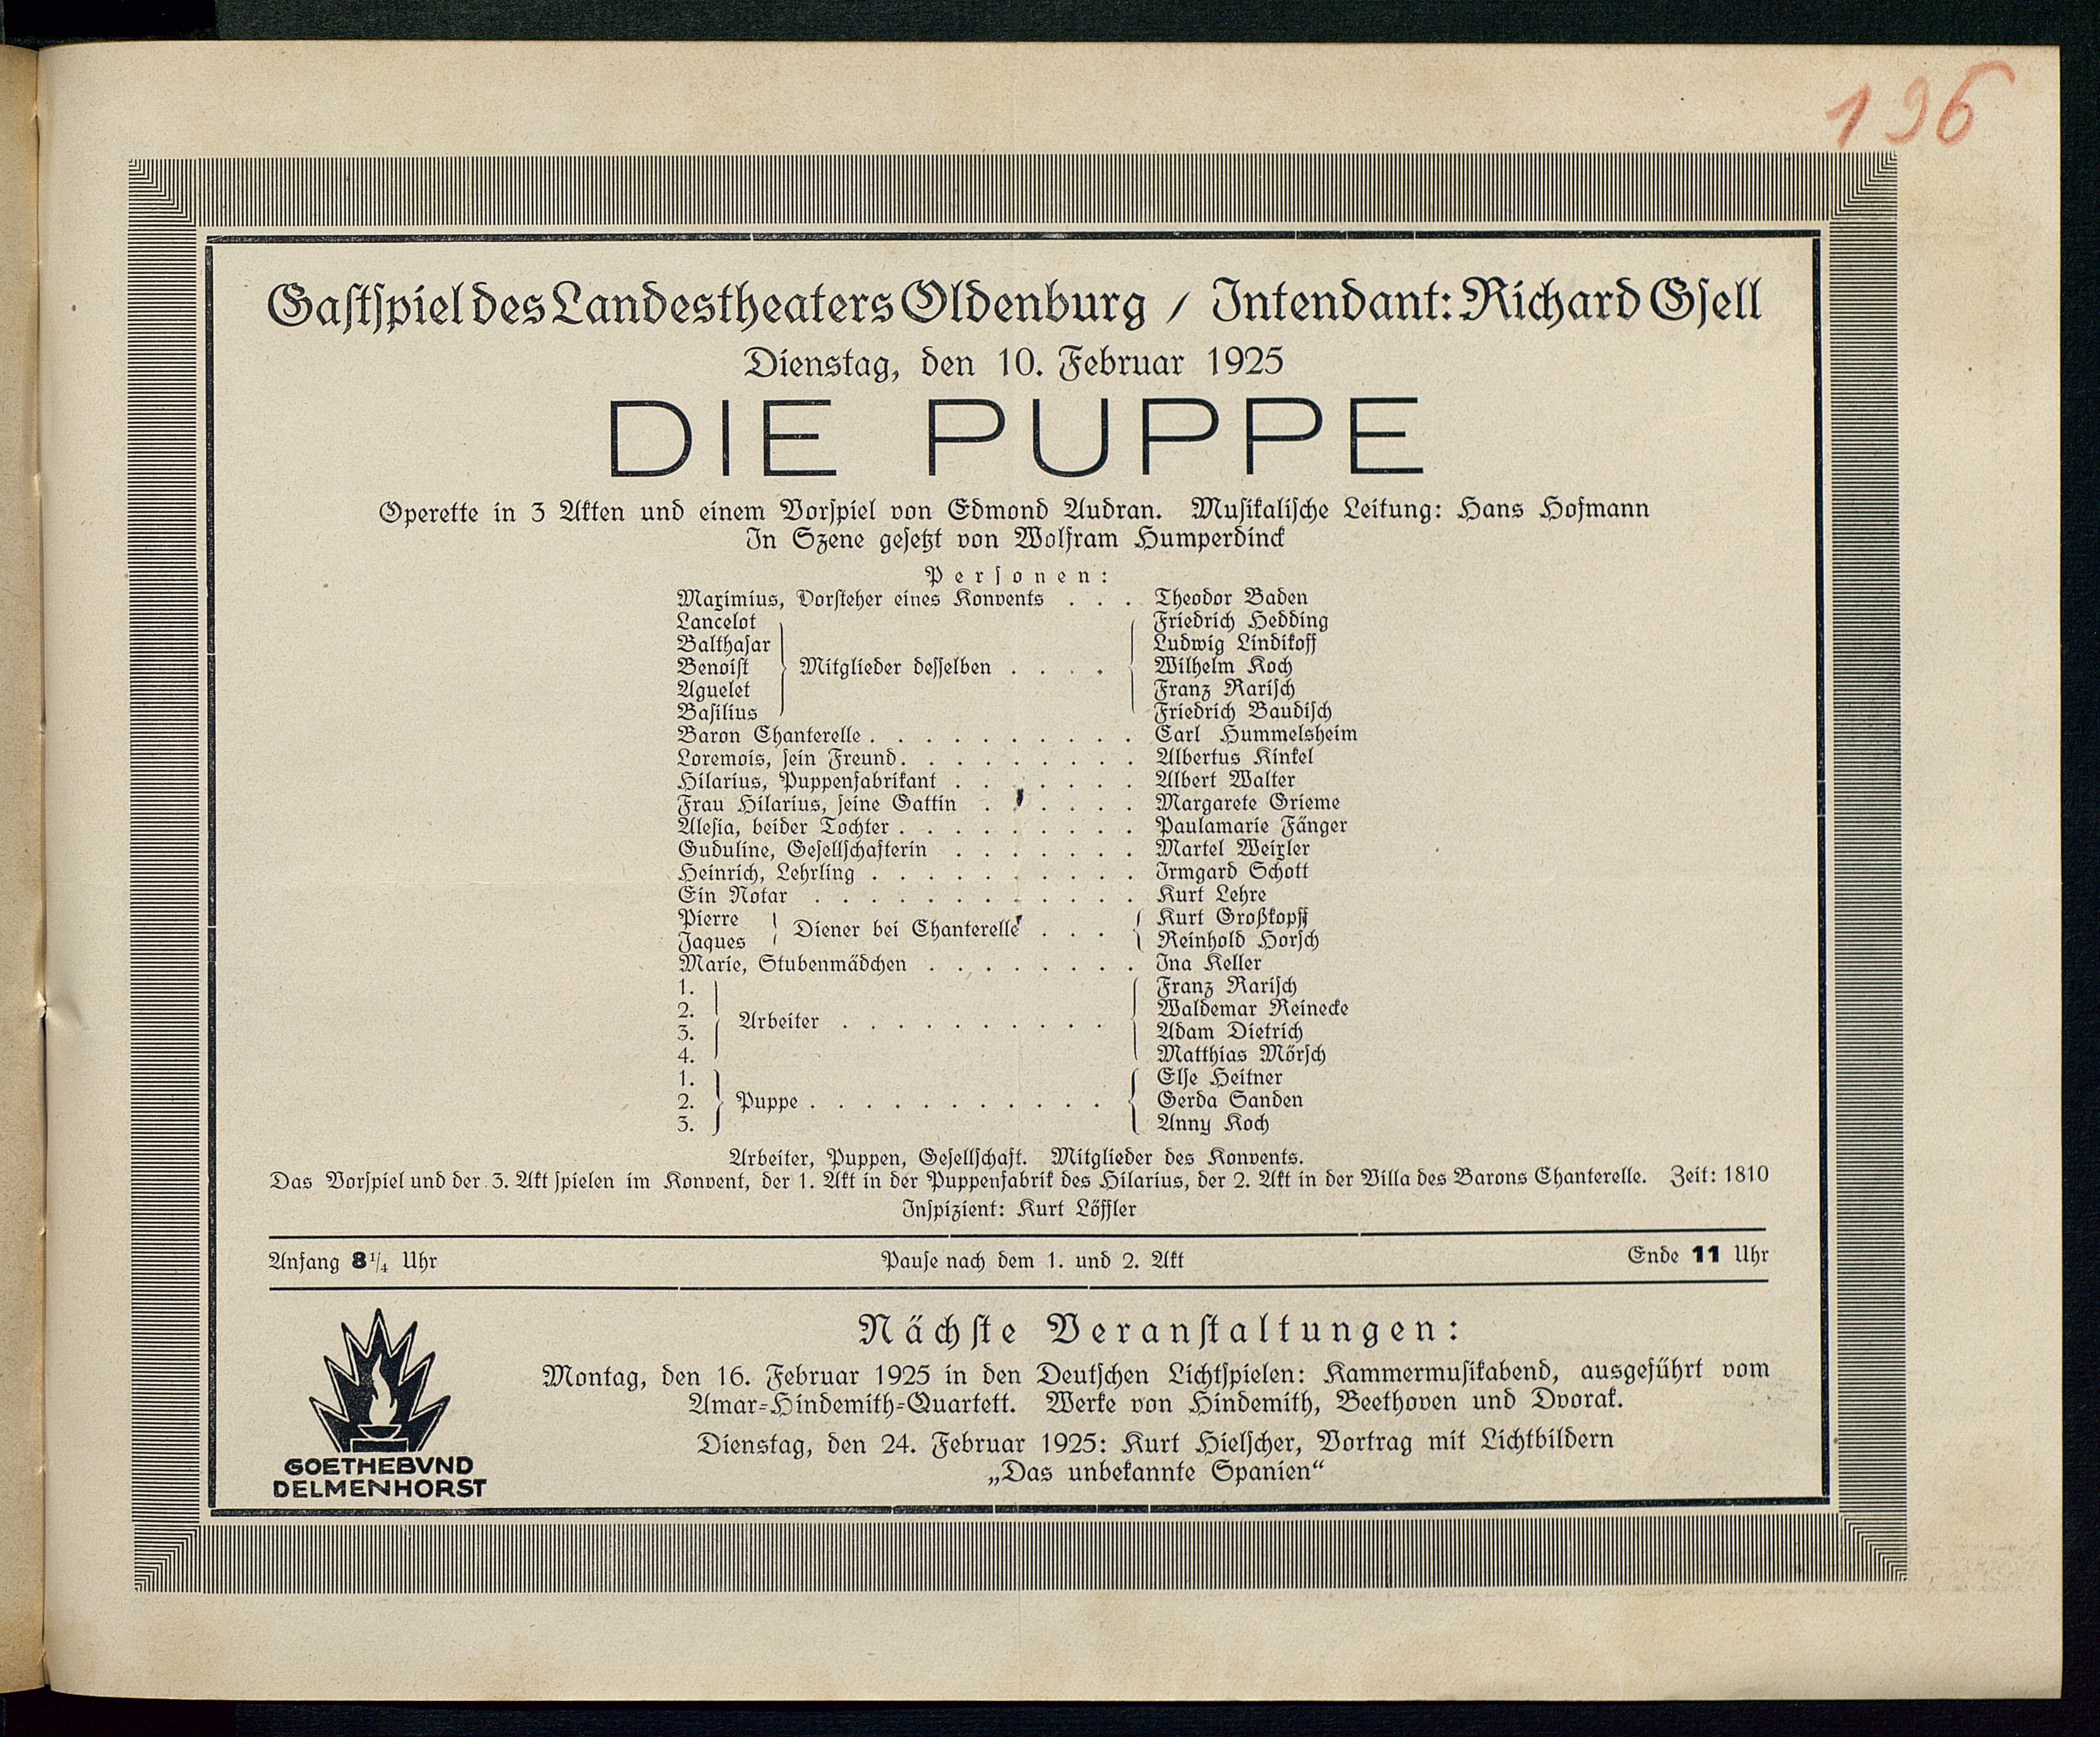 196
Gastspiel des Landestheaters Oldenburg / Intendant: Richard Gsell
Dienstag, den 10. Februar 1925
DIE PUPPE
Operette in 3 Akten und einem Vorspiel von Edmond Audran. Musikalische Leitung: Hans Hofmann
In Szene gesetzt von Wolfram Humperdinck
Personen:
Maximius, Vorsteher eines Konvents . . . Theodor Baden
Lancelot Friedrich Hedding
Balthasar Ludwig Lindikoff
Benoist Mitglieder desselben . . . . Wilhelm Koch
Aguelet Franz Rarisch
Basilius Friedrich Baudisch
Baron Chanterelle . . . . . . . . . . Carl Hummelsheim
Loremois, sein Freund . . . . . . . . . Albertus Kinkel
Hilarius, Puppenfabrikant . . . . . . . Albert Walter
Frau Hilarius, seine Gattin . . . . . . Margarete Grieme
Alesia, beider Tochter . . . . . . . . . Paulamarie Fänger
Guduline, Gesellschafterin . . . . . . . Martel Weixler
Heinrich, Lehrling . . . . . . . . . . Irmgard Schott
Ein Notar . . . . . . . . . . . . Kurt Lehre
Pierre Kurt Großkopff
Diener bei Chanterelle . . .
Jaques Reinhold Horsch
Marie, Stubenmädchen . . . . . . . . Ina Keller
1. Franz Rarisch
2. Waldemar Reinecke
Arbeiter . . . . . . . . . .
3. Adam Dietrich
4. Matthias Mörsch
1. Else Heitner
2. Puppe . . . . . . . . . . . Gerda Sanden
3. Anny Koch
Arbeiter, Puppen, Gesellschaft. Mitglieder des Konvents.
Das Vorspiel und der 3. Akt spielen im Konvent, der 1. Akt in der Puppenfabrik des Hilarius, der 2. Akt in der Villa des Barons Chanterelle. Zeit: 1810
Inspizient: Kurt Löffler
Anfang 8 1/4 Uhr Pause nach dem 1. und 2. Akt Ende 11 Uhr
Nächste Veranstaltungen:
Montag, den 16. Februar 1925 in den Deutschen Lichtspielen: Kammermusikabend, ausgeführt vom
Amar-Hindemith-Quartett. Werke von Hindemith, Beethoven und Dvorak.
Dienstag, den 24. Februar 1925: Kurt Hielscher, Vortrag mit Lichtbildern
„Das unbekannte Spanien“
GOETHEBVND
DELMENHORST